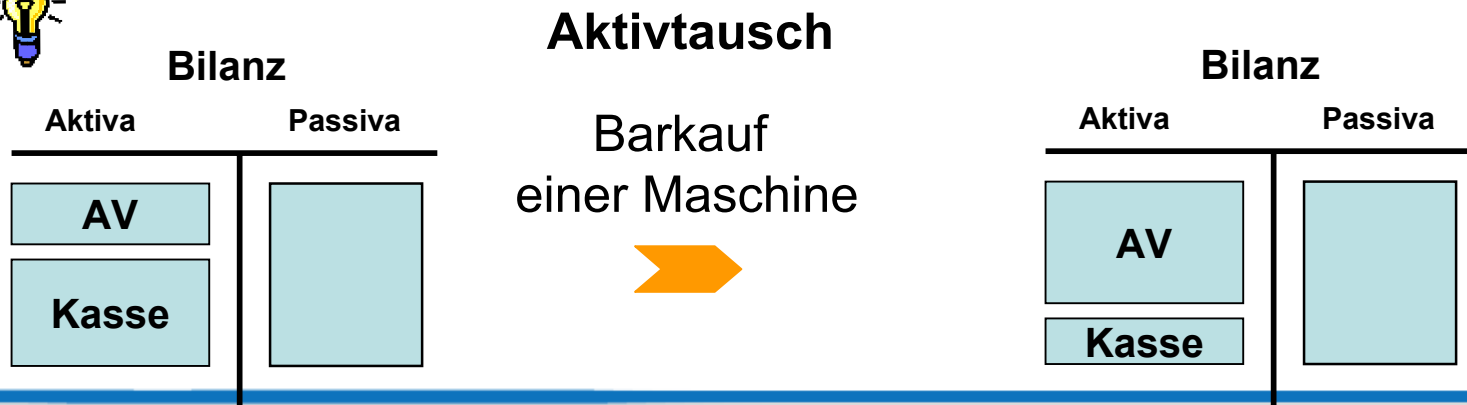 Aktivtausch
Bilanz
Aktiva Passiva
AV
Kasse
Barkauf
einer Maschine
Bilanz
Aktiva Passiva
AV
Kasse